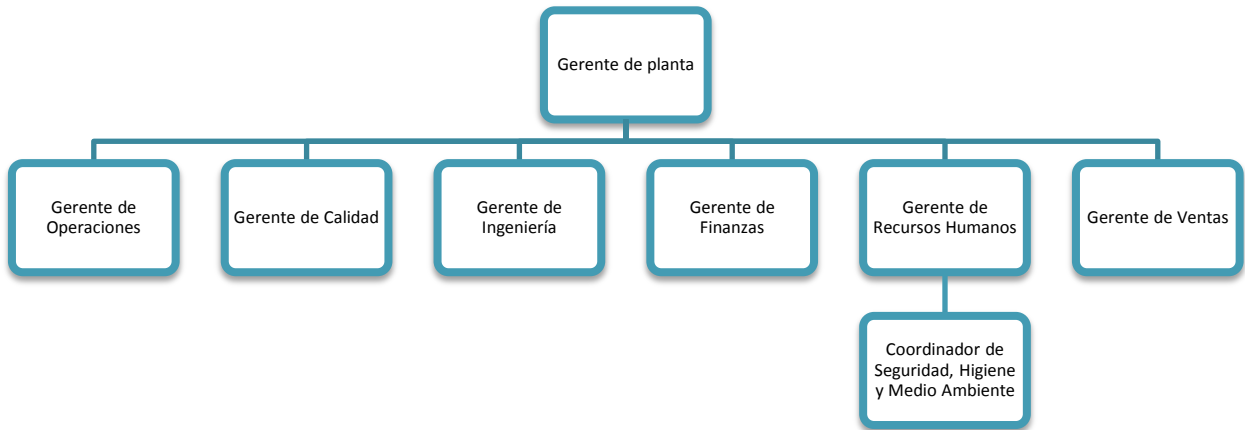 Gerente de planta
Gerente de
Operaciones
Gerente de Calidad
Gerente de
Ingeniería
Gerente de
Finanzas
Gerente de
Recursos Humanos
Gerente de Ventas
Coordinador de
Seguridad, Higiene
y Medio Ambiente